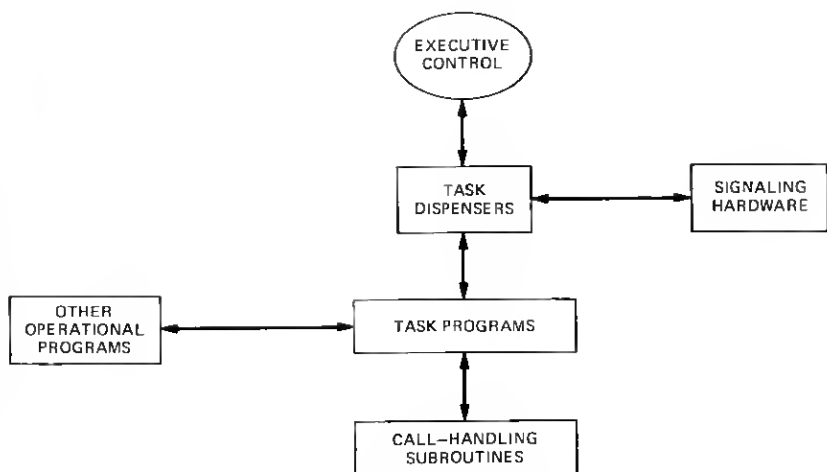 EXECUTIVE
CONTROL
TASK
DISPENSERS
SIGNALING
HARDWARE
OTHER
OPERATIONAL
PROGRAMS
TASK PROGRAMS
CALL–HANDLING
SUBROUTINES